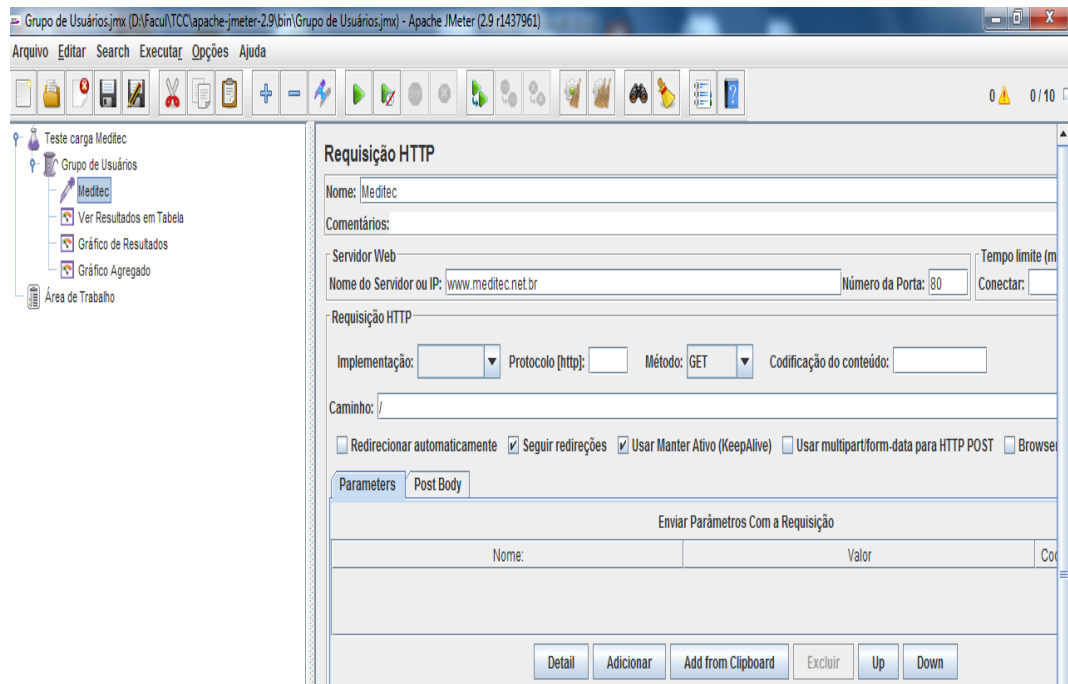 Grupo de Usuários.jmx (D:\Facul\TCC\apache-jmeter-2.9\bin\Grupo de Usuários.jmx) - Apache JMeter (2.9 r1437961)
Arquivo Editar Search Executar Opções Ajuda
0 0 / 10
Teste carga Meditec
Grupo de Usuários
Meditec
Ver Resultados em Tabela
Gráfico de Resultados
Gráfico Agregado
Área de Trabalho
Requisição HTTP
Nome: Meditec
Comentários:
Servidor Web
Tempo limite (m
Nome do Servidor ou IP: www.meditec.net.br Número da Porta: 80 Conectar:
Requisição HTTP
Implementação: Protocolo [http]: Método: GET Codificação do conteúdo:
Caminho: /
Redirecionar automaticamente Seguir redireções Usar Manter Ativo (KeepAlive) Usar multipart/form-data para HTTP POST Browser
Parameters Post Body
Enviar Parâmetros Com a Requisição
Nome: Valor Cod
Detail Adicionar Add from Clipboard Excluir Up Down